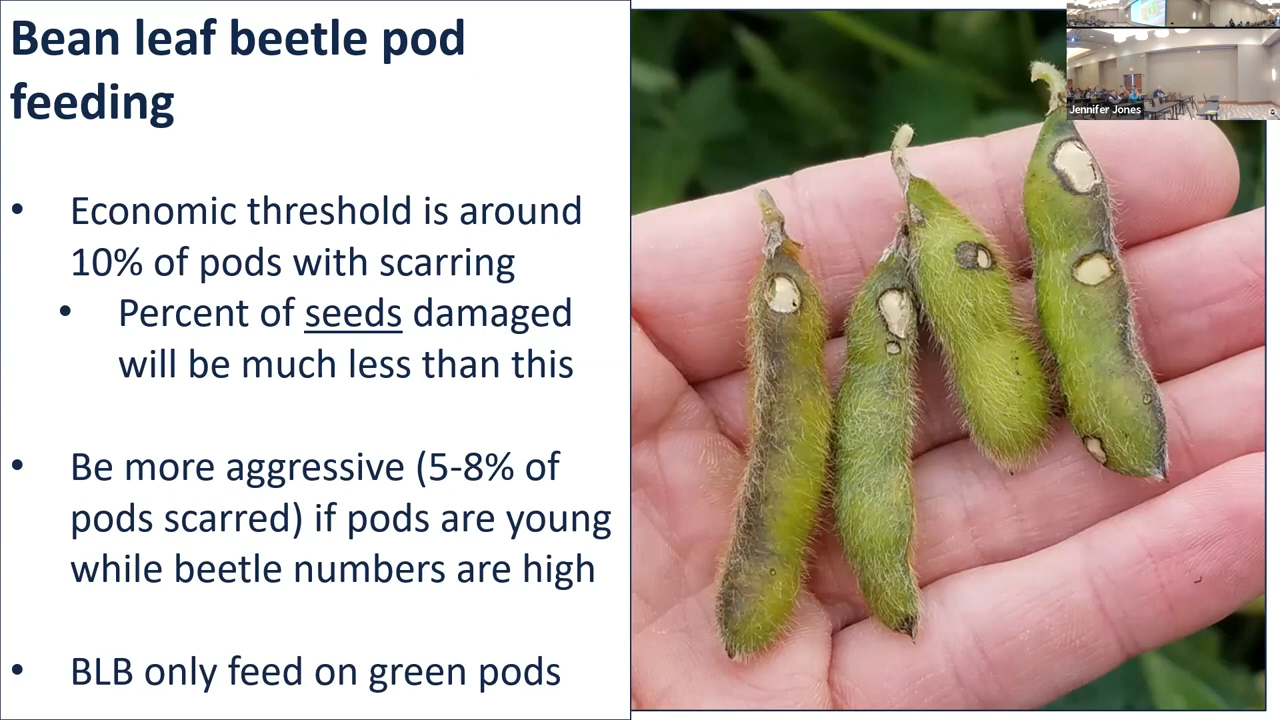 Bean leaf beetle pod
feeding
• Economic threshold is around
10% of pods with scarring
• Percent of seeds damaged
will be much less than this
• Be more aggressive (5-8% of
pods scarred) if pods are young
while beetle numbers are high
• BLB only feed on green pods
Jennifer Jones